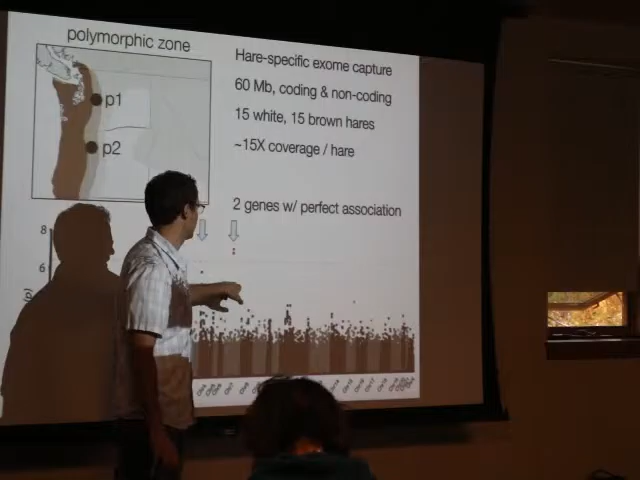 polymorphic zone
p1
p2
Hare-specific exome capture
60 Mb, coding & non-coding
15 white, 15 brown hares
~15X coverage / hare
2 genes w/ perfect association
8
6